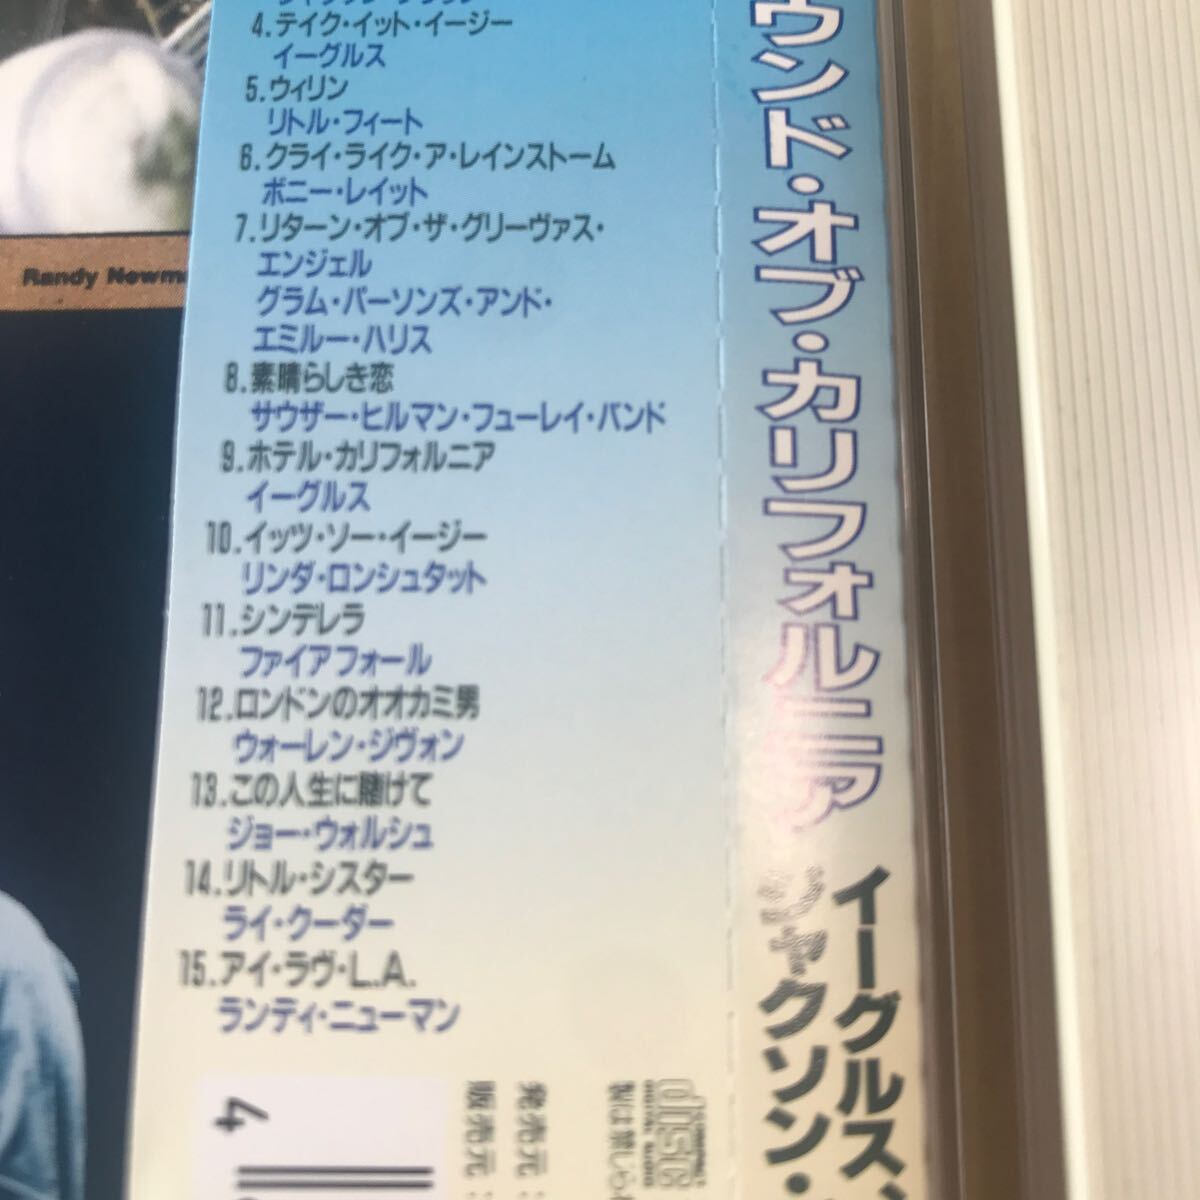 4.テイク・イット・イージー
イーグルス
5.ウィリン
リトル・フィート
6.クライ・ライク・ア・レインストーム
ボニー・レイット
7.リターン・オブ・ザ・グリーヴァス・
エンジェル
グラム・パーソンズ・アンド・
エミルー・ハリス
8.素晴らしき恋
サウザー・ヒルマン・フューレイ・バンド
9.ホテル・カリフォルニア
イーグルス
10.イッツ・ソー・イージー
リンダ・ロンシュタット
11.シンデレラ
ファイアフォール
12.ロンドンのオオカミ男
ウォーレン・ジヴォン
13.この人生に賭けて
ジョー・ウォルシュ
14.リトル・シスター
ライ・クーダー
15.アイ・ラヴ・L.A.
ランディ・ニューマン
4
発売元：
販売元：
COMPACT
disc
DIGITAL AUDIO
ウンド・オブ・カリフォルニア
イーグルス、
ジャクソン・
Randy Newm